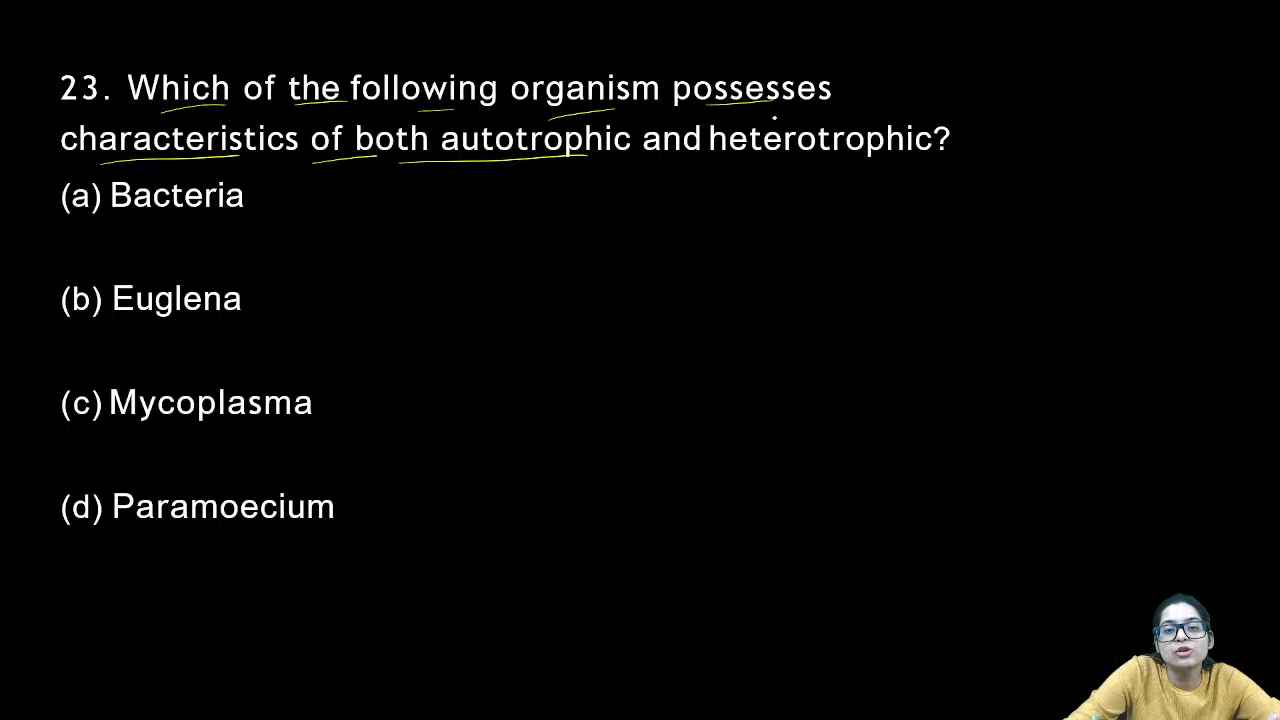 23. Which of the following organism possesses
characteristics of both autotrophic and heterotrophic?
(a) Bacteria
(b) Euglena
(c) Mycoplasma
(d) Paramoecium